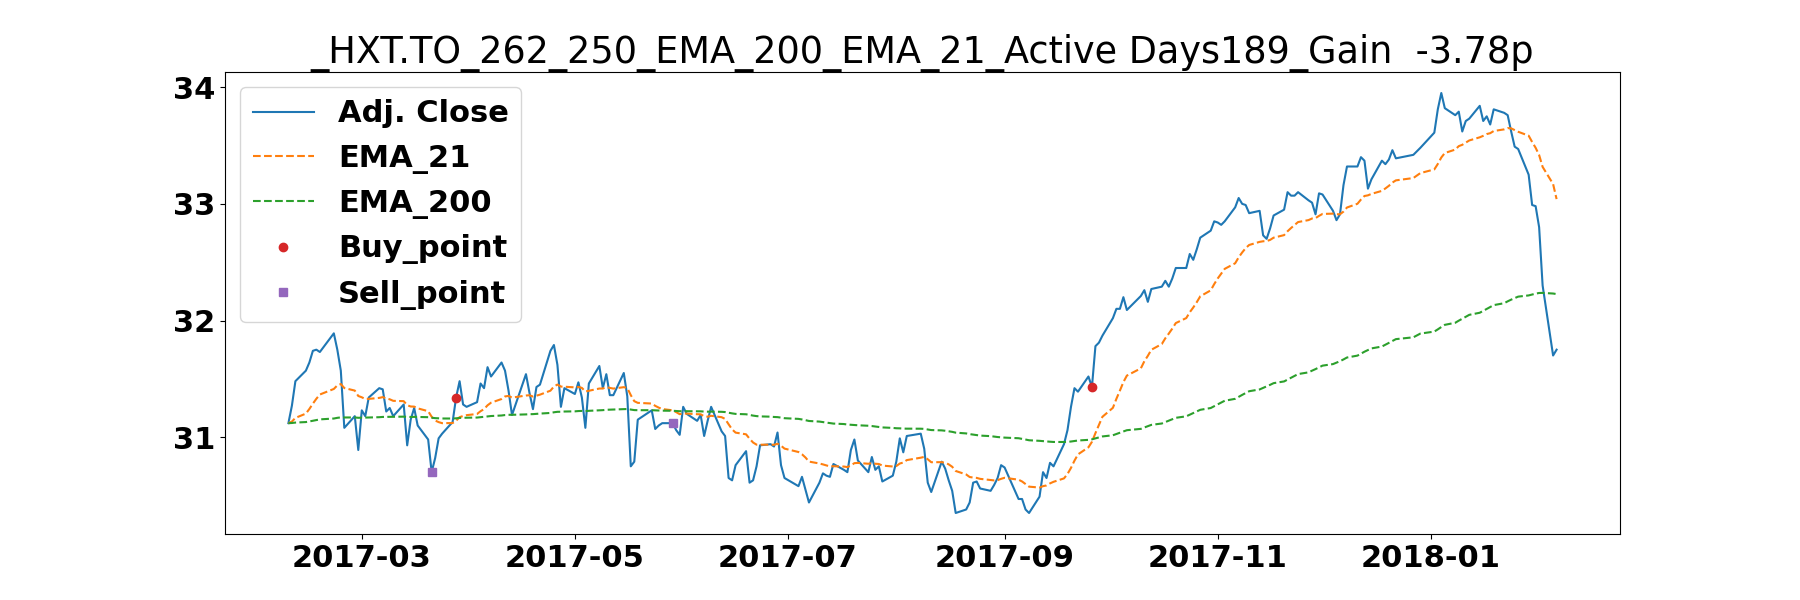 _HXT.TO_262_250_EMA_200_EMA_21_Active Days189_Gain  -3.78p
34
33
32
31
Adj. Close
EMA_21
EMA_200
Buy_point
Sell_point
2017-03
2017-05
2017-07
2017-09
2017-11
2018-01